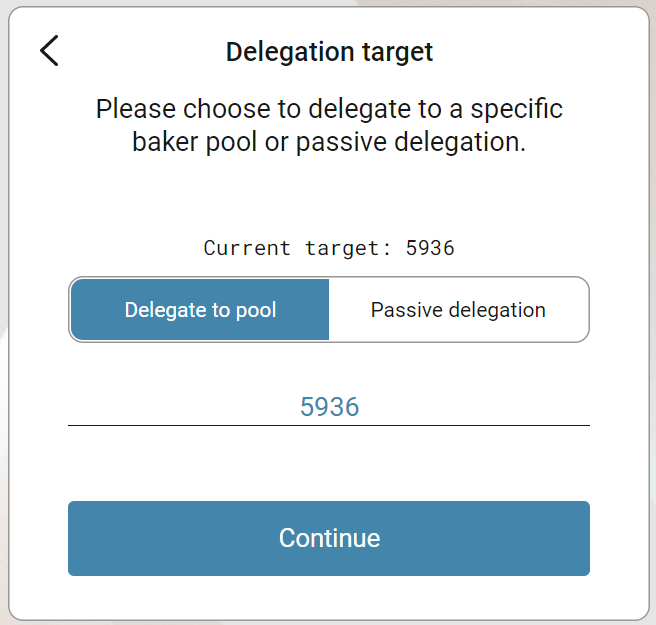 Delegation target
Please choose to delegate to a specific
baker pool or passive delegation.
Current target: 5936
Delegate to pool
Passive delegation
5936
Continue